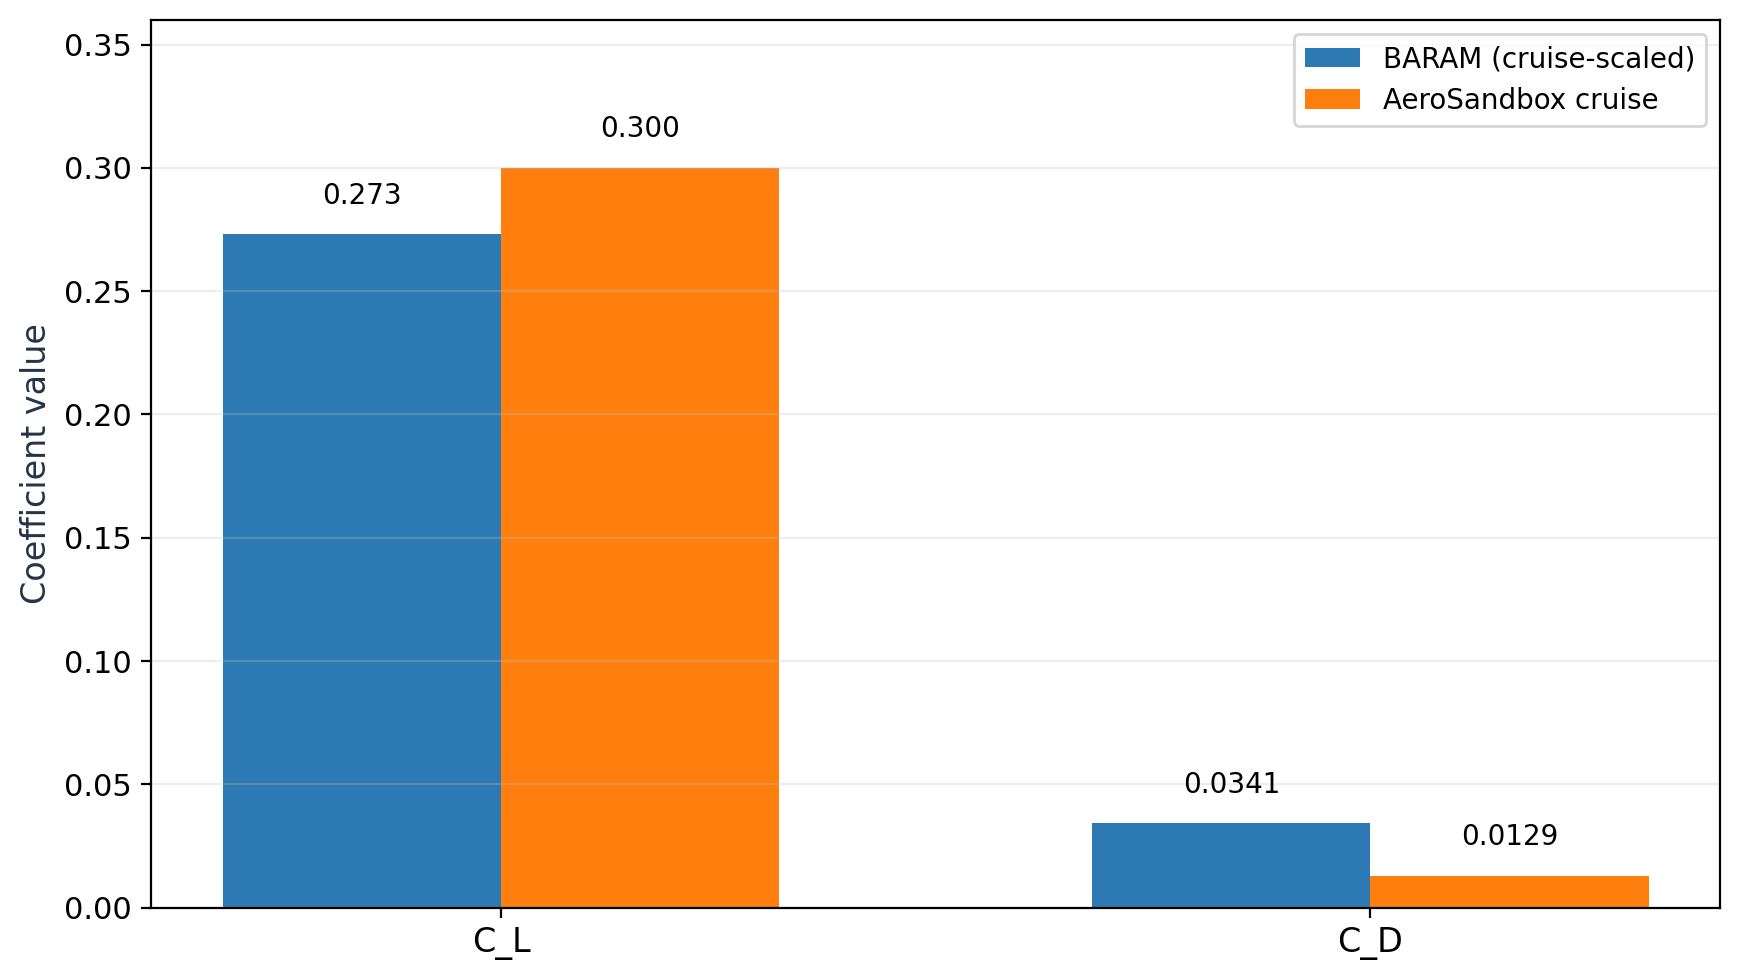 BARAM (cruise-scaled)
AeroSandbox cruise
0.35
0.30
0.25
0.20
0.15
0.10
0.05
0.00
Coefficient value
0.273
0.300
0.0341
0.0129
C_L
C_D